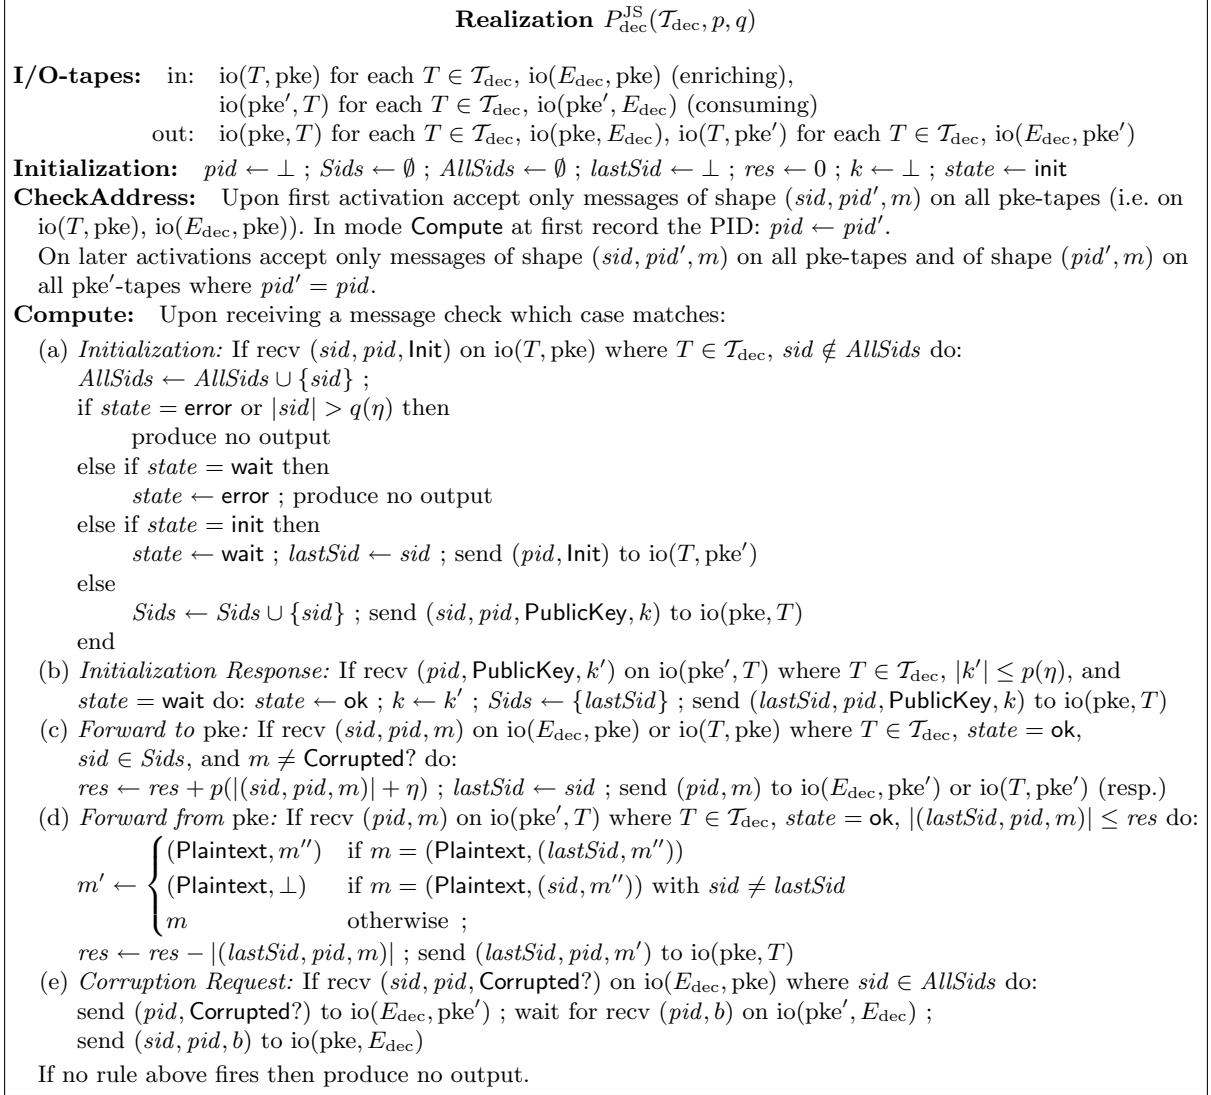 Realization P_dec^JS(𝒯_dec, p, q)
I/O-tapes: in: io(T, pke) for each T ∈ 𝒯_dec, io(E_dec, pke) (enriching),
io(pke′, T) for each T ∈ 𝒯_dec, io(pke′, E_dec) (consuming)
out: io(pke, T) for each T ∈ 𝒯_dec, io(pke, E_dec), io(T, pke′) for each T ∈ 𝒯_dec, io(E_dec, pke′)
Initialization: pid ← ⊥ ; Sids ← ∅ ; AllSids ← ∅ ; lastSid ← ⊥ ; res ← 0 ; k ← ⊥ ; state ← init
CheckAddress: Upon first activation accept only messages of shape (sid, pid′, m) on all pke-tapes (i.e. on
io(T, pke), io(E_dec, pke)). In mode Compute at first record the PID: pid ← pid′.
On later activations accept only messages of shape (sid, pid′, m) on all pke-tapes and of shape (pid′, m) on
all pke′-tapes where pid′ = pid.
Compute: Upon receiving a message check which case matches:
(a) Initialization: If recv (sid, pid, Init) on io(T, pke) where T ∈ 𝒯_dec, sid ∉ AllSids do:
AllSids ← AllSids ∪ {sid} ;
if state = error or |sid| > q(η) then
produce no output
else if state = wait then
state ← error ; produce no output
else if state = init then
state ← wait ; lastSid ← sid ; send (pid, Init) to io(T, pke′)
else
Sids ← Sids ∪ {sid} ; send (sid, pid, PublicKey, k) to io(pke, T)
end
(b) Initialization Response: If recv (pid, PublicKey, k′) on io(pke′, T) where T ∈ 𝒯_dec, |k′| ≤ p(η), and
state = wait do: state ← ok ; k ← k′ ; Sids ← {lastSid} ; send (lastSid, pid, PublicKey, k) to io(pke, T)
(c) Forward to pke: If recv (sid, pid, m) on io(E_dec, pke) or io(T, pke) where T ∈ 𝒯_dec, state = ok,
sid ∈ Sids, and m ≠ Corrupted? do:
res ← res + p(|(sid, pid, m)| + η) ; lastSid ← sid ; send (pid, m) to io(E_dec, pke′) or io(T, pke′) (resp.)
(d) Forward from pke: If recv (pid, m) on io(pke′, T) where T ∈ 𝒯_dec, state = ok, |(lastSid, pid, m)| ≤ res do:
(Plaintext, m″) if m = (Plaintext, (lastSid, m″))
m′ ← { (Plaintext, ⊥) if m = (Plaintext, (sid, m″)) with sid ≠ lastSid
m otherwise ;
res ← res − |(lastSid, pid, m)| ; send (lastSid, pid, m′) to io(pke, T)
(e) Corruption Request: If recv (sid, pid, Corrupted?) on io(E_dec, pke) where sid ∈ AllSids do:
send (pid, Corrupted?) to io(E_dec, pke′) ; wait for recv (pid, b) on io(pke′, E_dec) ;
send (sid, pid, b) to io(pke, E_dec)
If no rule above fires then produce no output.